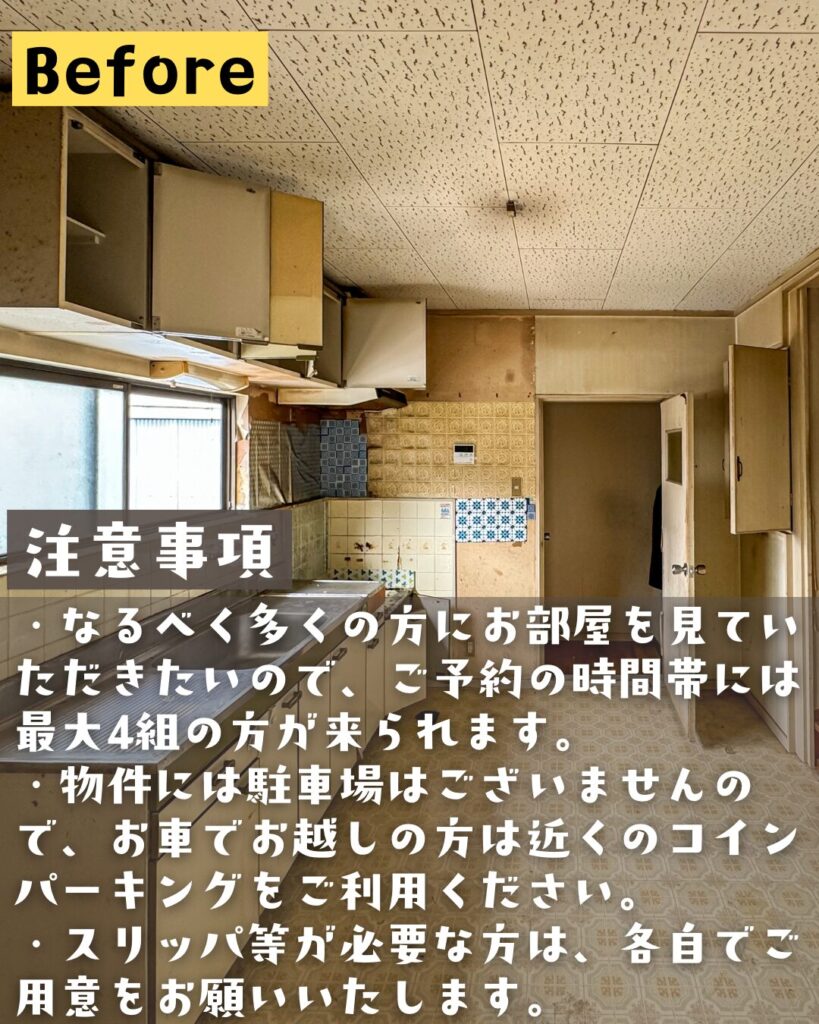 Before
注意事項
・なるべく多くの方にお部屋を見てい
ただきたいので、ご予約の時間帯には
最大4組の方が来られます。
・物件には駐車場はございませんの
で、お車でお越しの方は近くのコイン
パーキングをご利用ください。
・スリッパ等が必要な方は、各自でご
用意をお願いいたします。